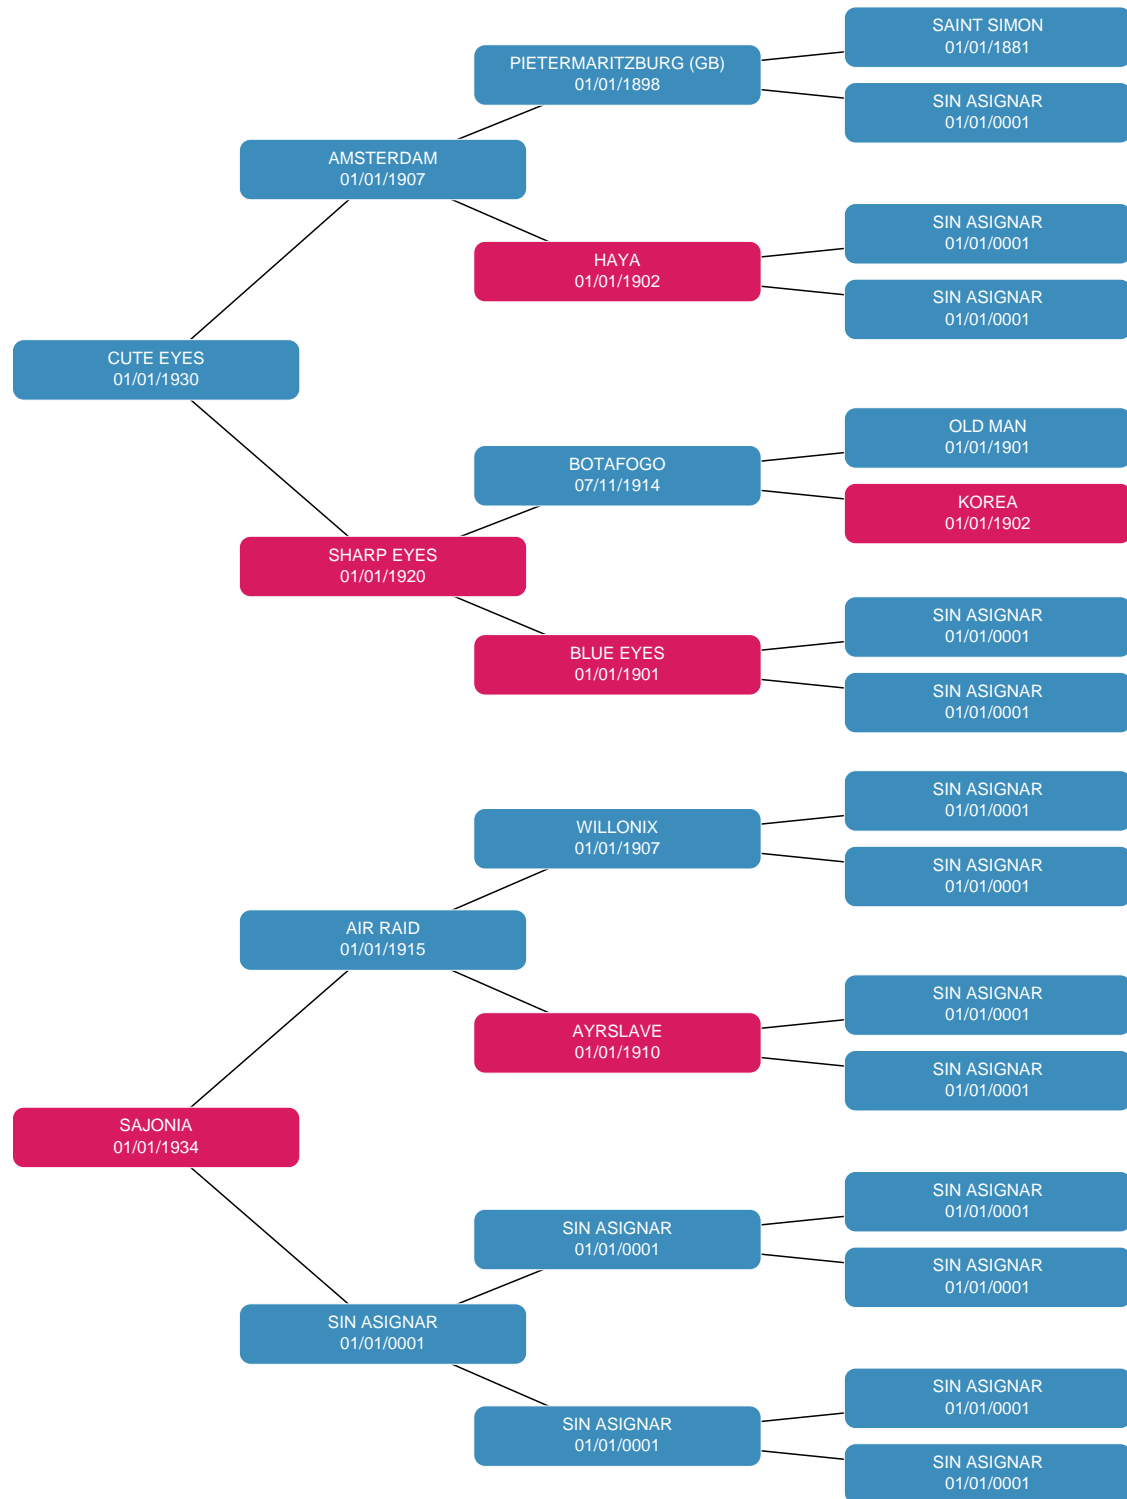 SAINT SIMON
01/01/1881
PIETERMARITZBURG (GB)
01/01/1898
SIN ASIGNAR
01/01/0001
AMSTERDAM
01/01/1907
SIN ASIGNAR
01/01/0001
HAYA
01/01/1902
SIN ASIGNAR
01/01/0001
CUTE EYES
01/01/1930
OLD MAN
01/01/1901
BOTAFOGO
07/11/1914
KOREA
01/01/1902
SHARP EYES
01/01/1920
SIN ASIGNAR
01/01/0001
BLUE EYES
01/01/1901
SIN ASIGNAR
01/01/0001
SIN ASIGNAR
01/01/0001
WILLONIX
01/01/1907
SIN ASIGNAR
01/01/0001
AIR RAID
01/01/1915
SIN ASIGNAR
01/01/0001
AYRSLAVE
01/01/1910
SIN ASIGNAR
01/01/0001
SAJONIA
01/01/1934
SIN ASIGNAR
01/01/0001
SIN ASIGNAR
01/01/0001
SIN ASIGNAR
01/01/0001
SIN ASIGNAR
01/01/0001
SIN ASIGNAR
01/01/0001
SIN ASIGNAR
01/01/0001
SIN ASIGNAR
01/01/0001